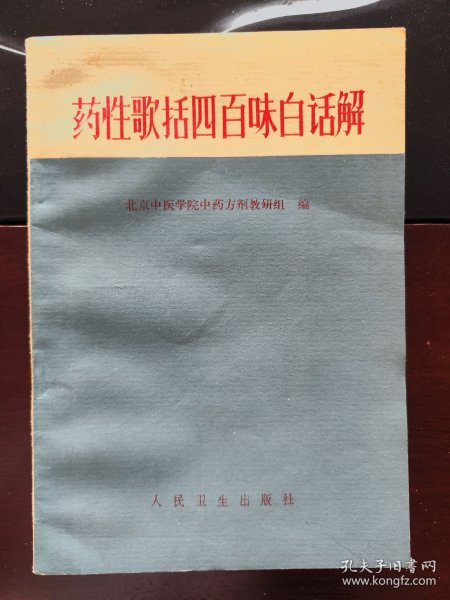 药性歌括四百味白话解
北京中医学院中药方剂教研组 编
人民卫生出版社
孔夫子旧书网
www.kongfz.com